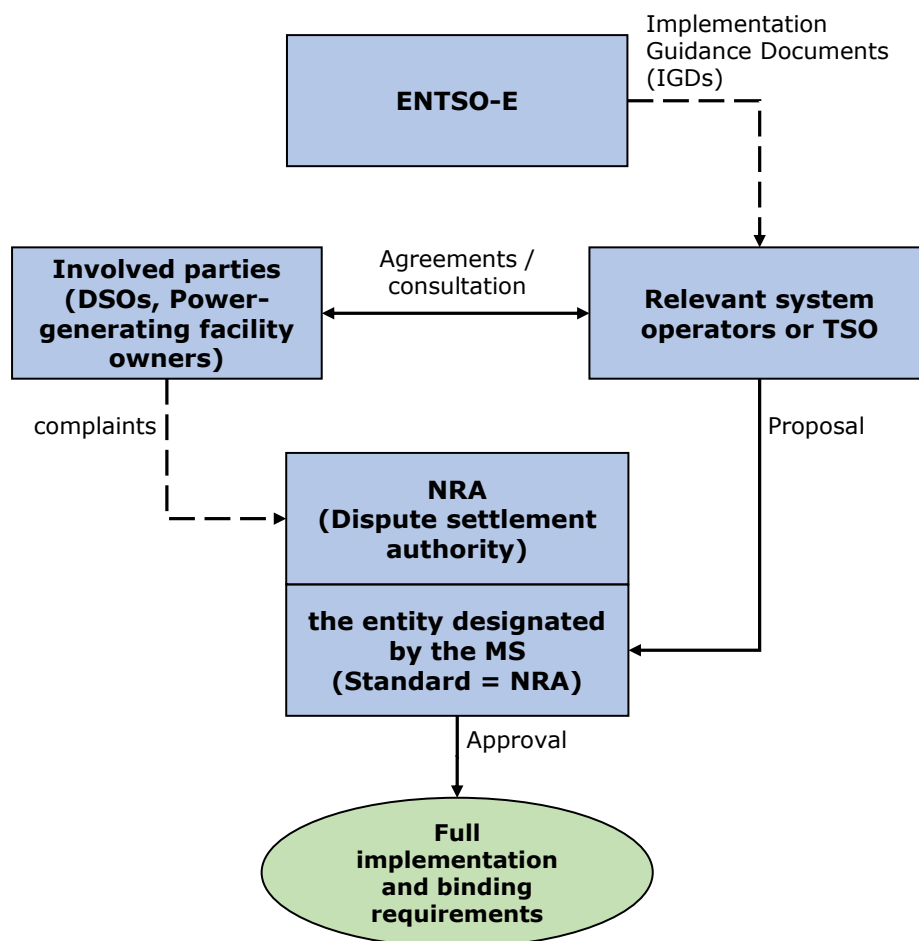 Implementation
Guidance Documents
(IGDs)
ENTSO-E
Involved parties
(DSOs, Power-
generating facility
owners)
Agreements /
consultation
Relevant system
operators or TSO
complaints
Proposal
NRA
(Dispute settlement
authority)
the entity designated
by the MS
(Standard = NRA)
Approval
Full
implementation
and binding
requirements